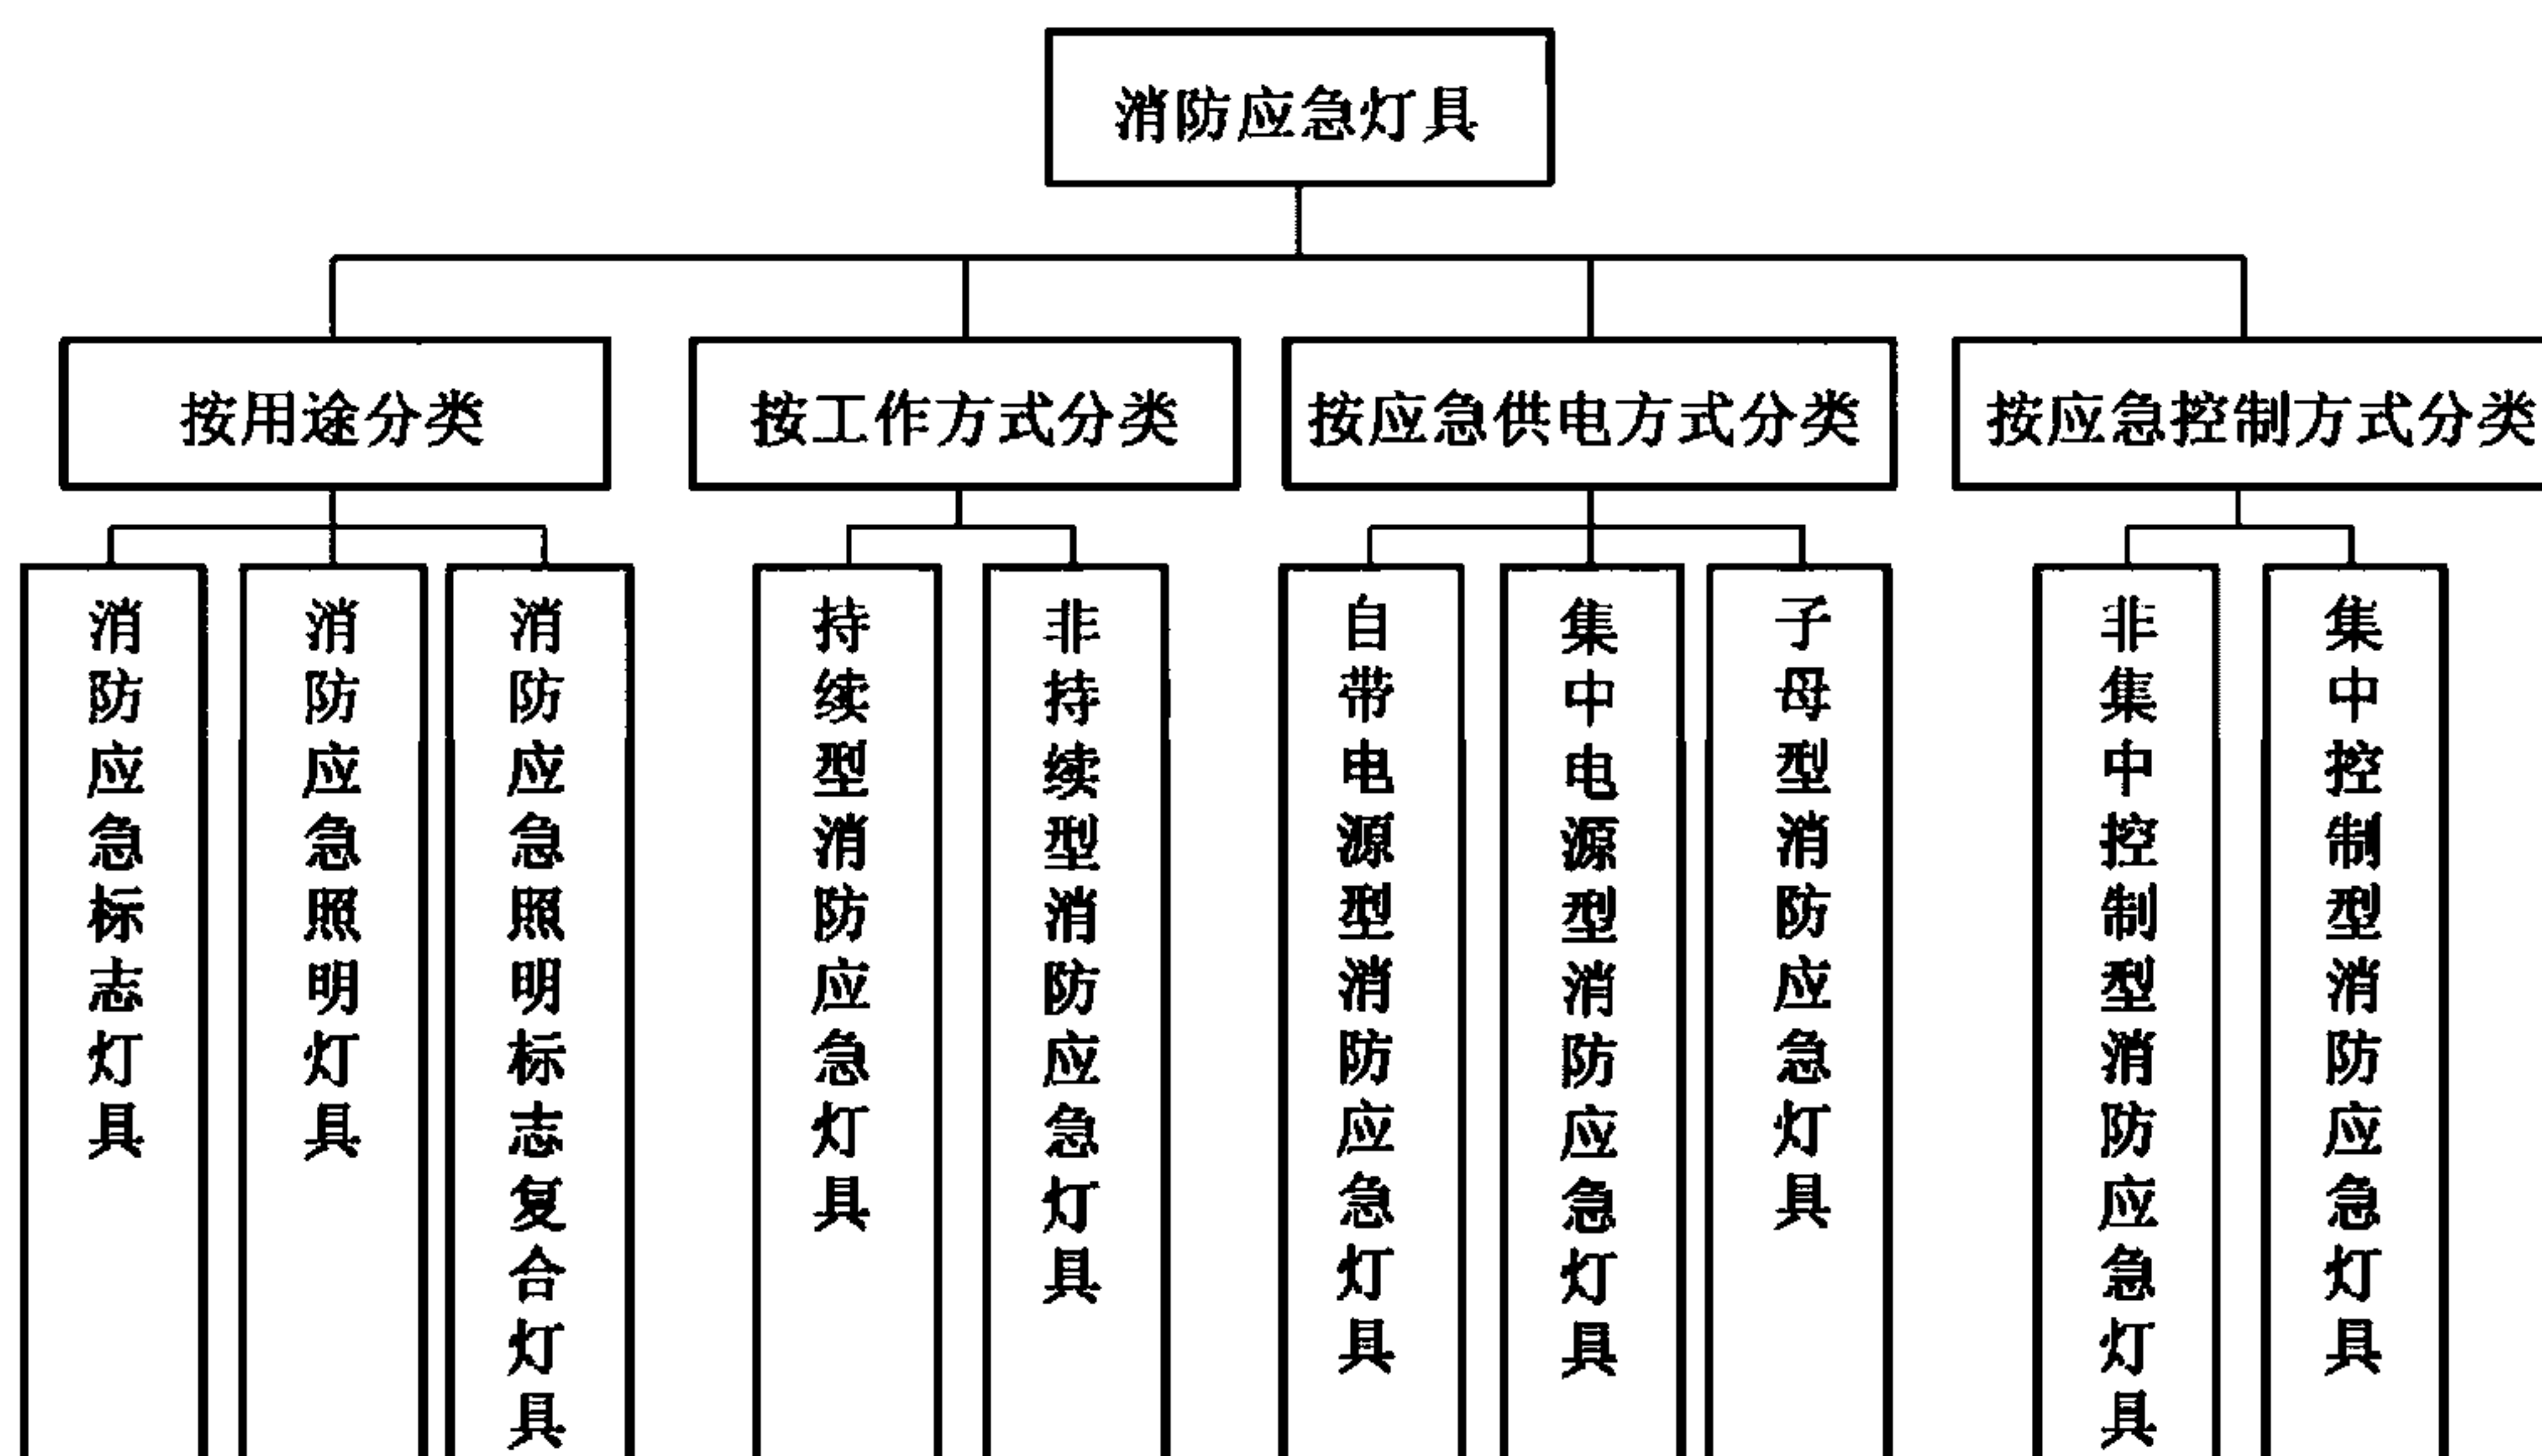 消防应急灯具
按用途分类
按工作方式分类
按应急供电方式分类
按应急控制方式分类
消防应急标志灯具
消防应急照明灯具
消防应急照明标志复合灯具
持续型消防应急灯具
非持续型消防应急灯具
自带电源型消防应急灯具
集中电源型消防应急灯具
子母型消防应急灯具
非集中控制型消防应急灯具
集中控制型消防应急灯具